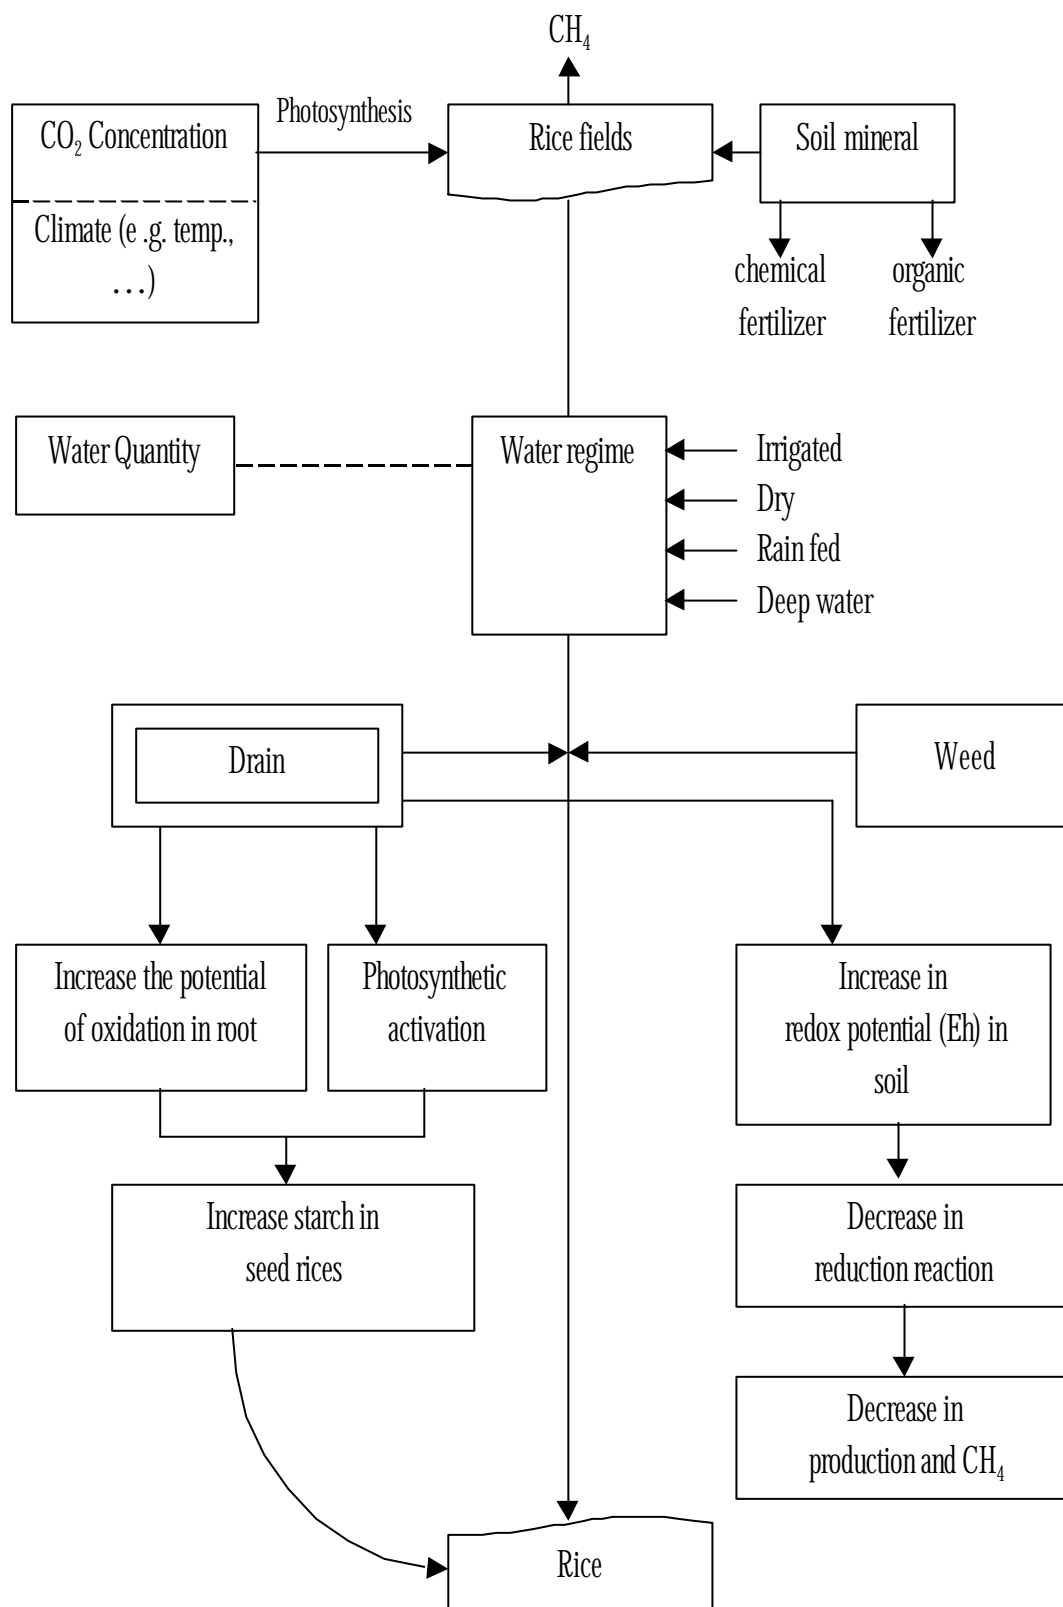 CH₄
Photosynthesis
CO₂ Concentration
Climate (e .g. temp.,
…)
Rice fields
Soil mineral
chemical
fertilizer
organic
fertilizer
Water Quantity
Water regime
Irrigated
Dry
Rain fed
Deep water
Drain
Weed
Increase the potential
of oxidation in root
Photosynthetic
activation
Increase in
redox potential (Eh) in
soil
Increase starch in
seed rices
Decrease in
reduction reaction
Decrease in
production and CH₄
Rice